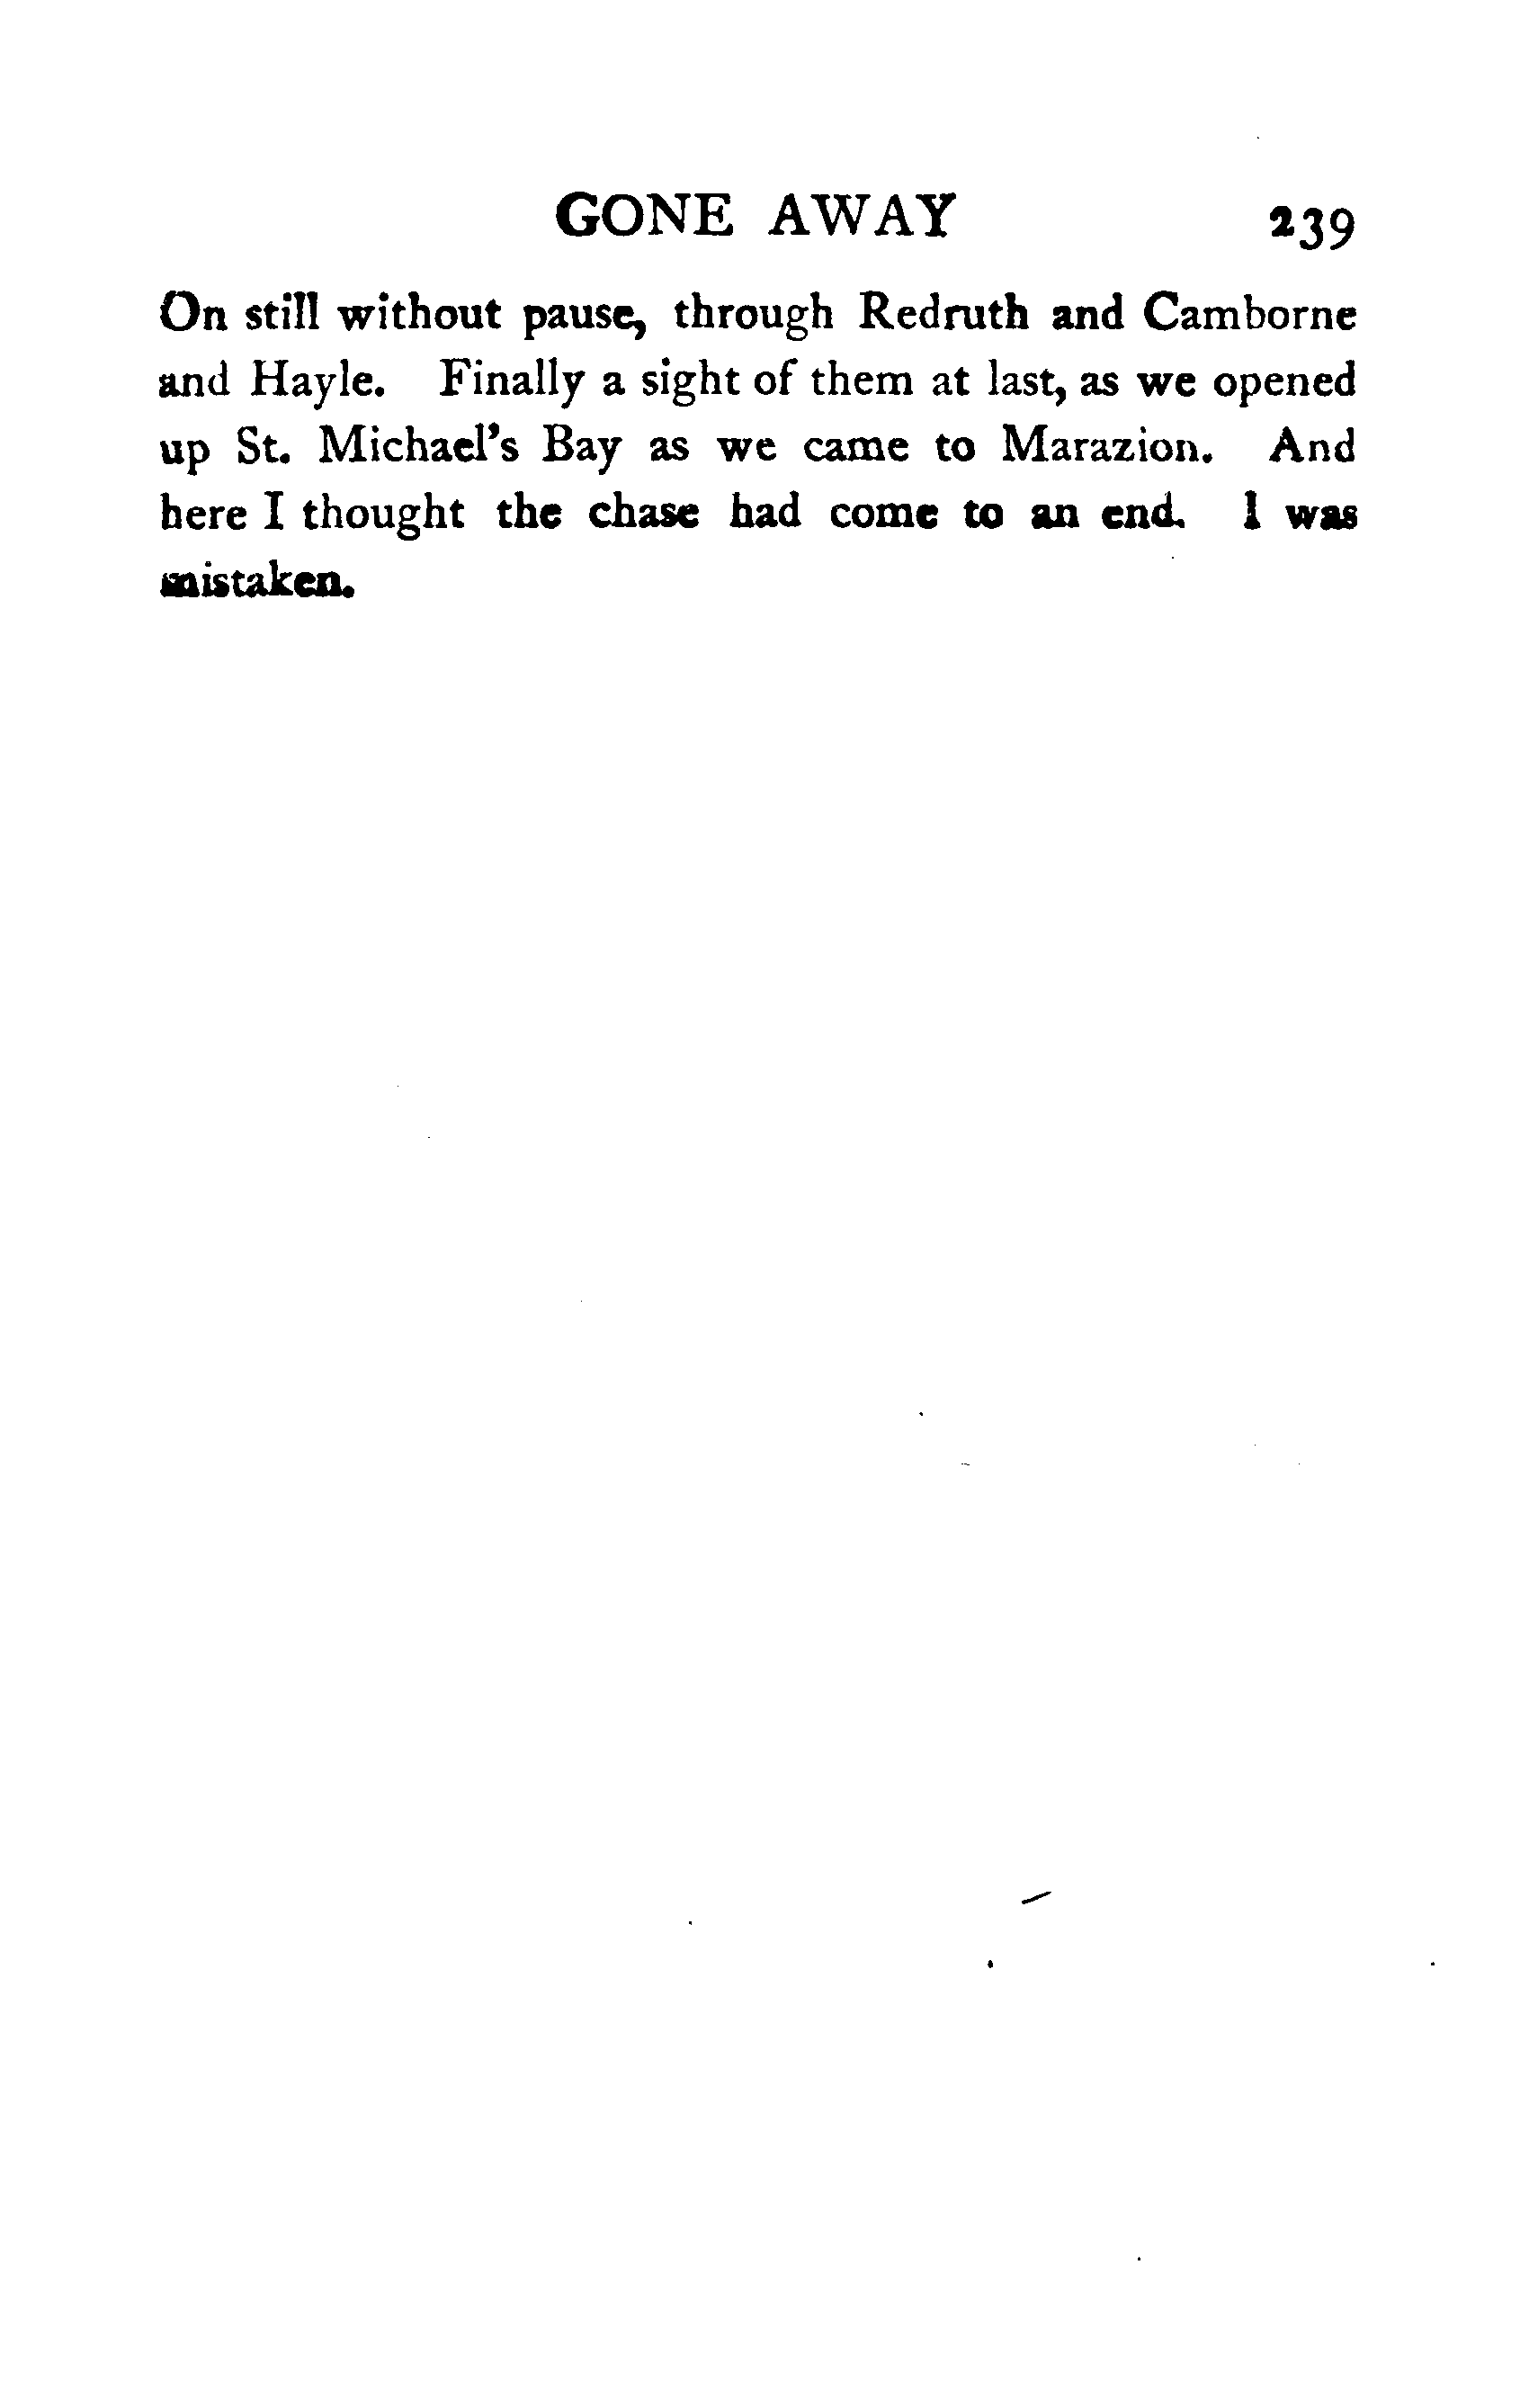 GONE AWAY 239
On still without pause, through Redruth and Camborne
and Hayle. Finally a sight of them at last, as we opened
up St. Michael's Bay as we came to Marazion. And
here I thought the chase had come to an end. I was
mistaken.